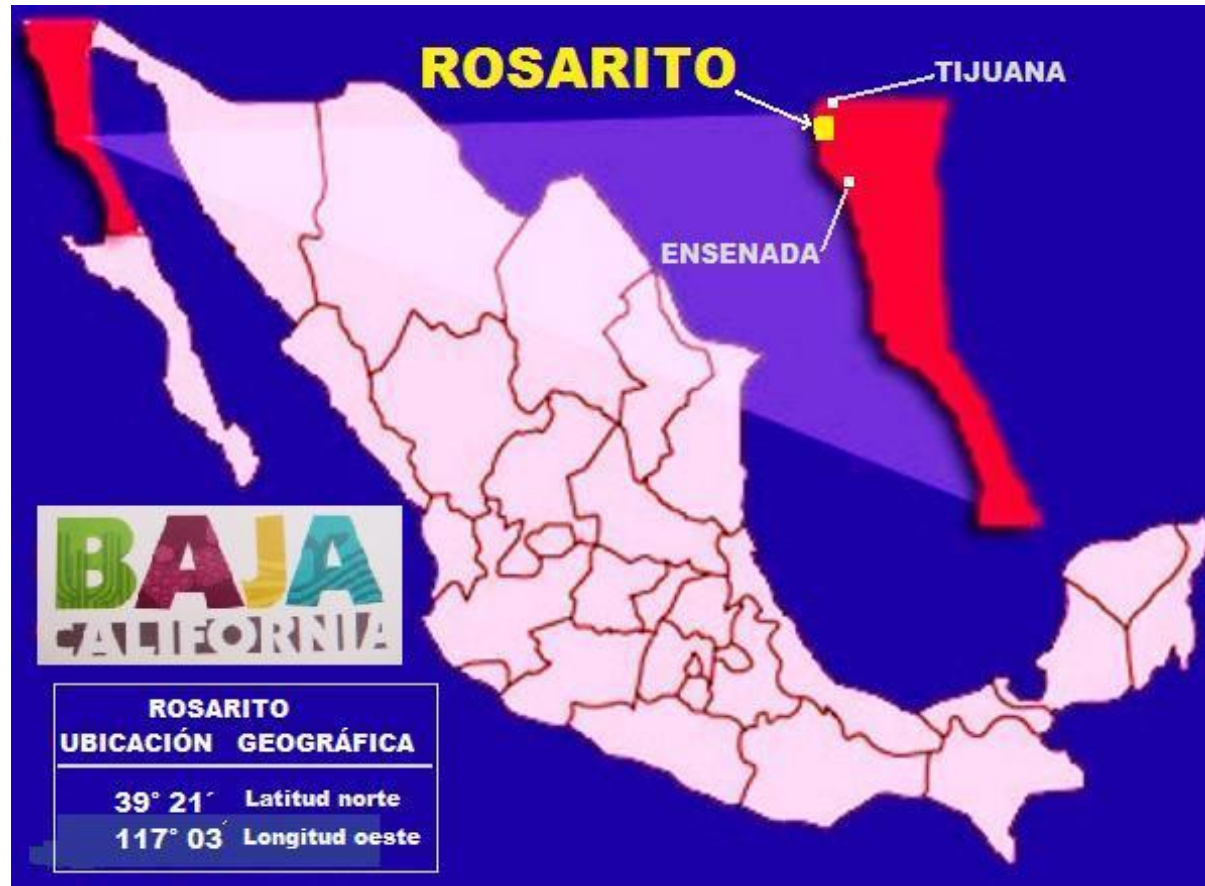 ROSARITO
TIJUANA
ENSENADA
BAJA
CALIFORNIA
ROSARITO
UBICACIÓN GEOGRÁFICA
39° 21´ Latitud norte
117° 03´ Longitud oeste